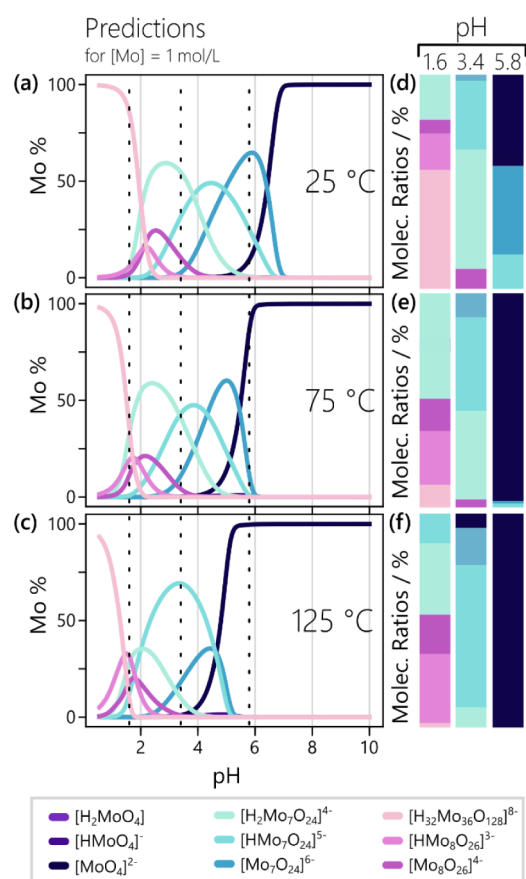 Predictions
for [Mo] = 1 mol/L
pH
1.6 3.4 5.8
(a)
100
50
0
Mo %
25 °C
(d)
Molec. Ratios / %
(b)
100
50
0
Mo %
75 °C
(e)
Molec. Ratios / %
(c)
100
50
0
Mo %
125 °C
(f)
Molec. Ratios / %
2 4 6 8 10
pH
[H₂MoO₄] [H₂Mo₇O₂₄]⁴⁻ [H₃₂Mo₃₆O₁₂₈]⁸⁻
[HMoO₄]⁻ [HMo₇O₂₄]⁵⁻ [HMo₈O₂₆]³⁻
[MoO₄]²⁻ [Mo₇O₂₄]⁶⁻ [Mo₈O₂₆]⁴⁻